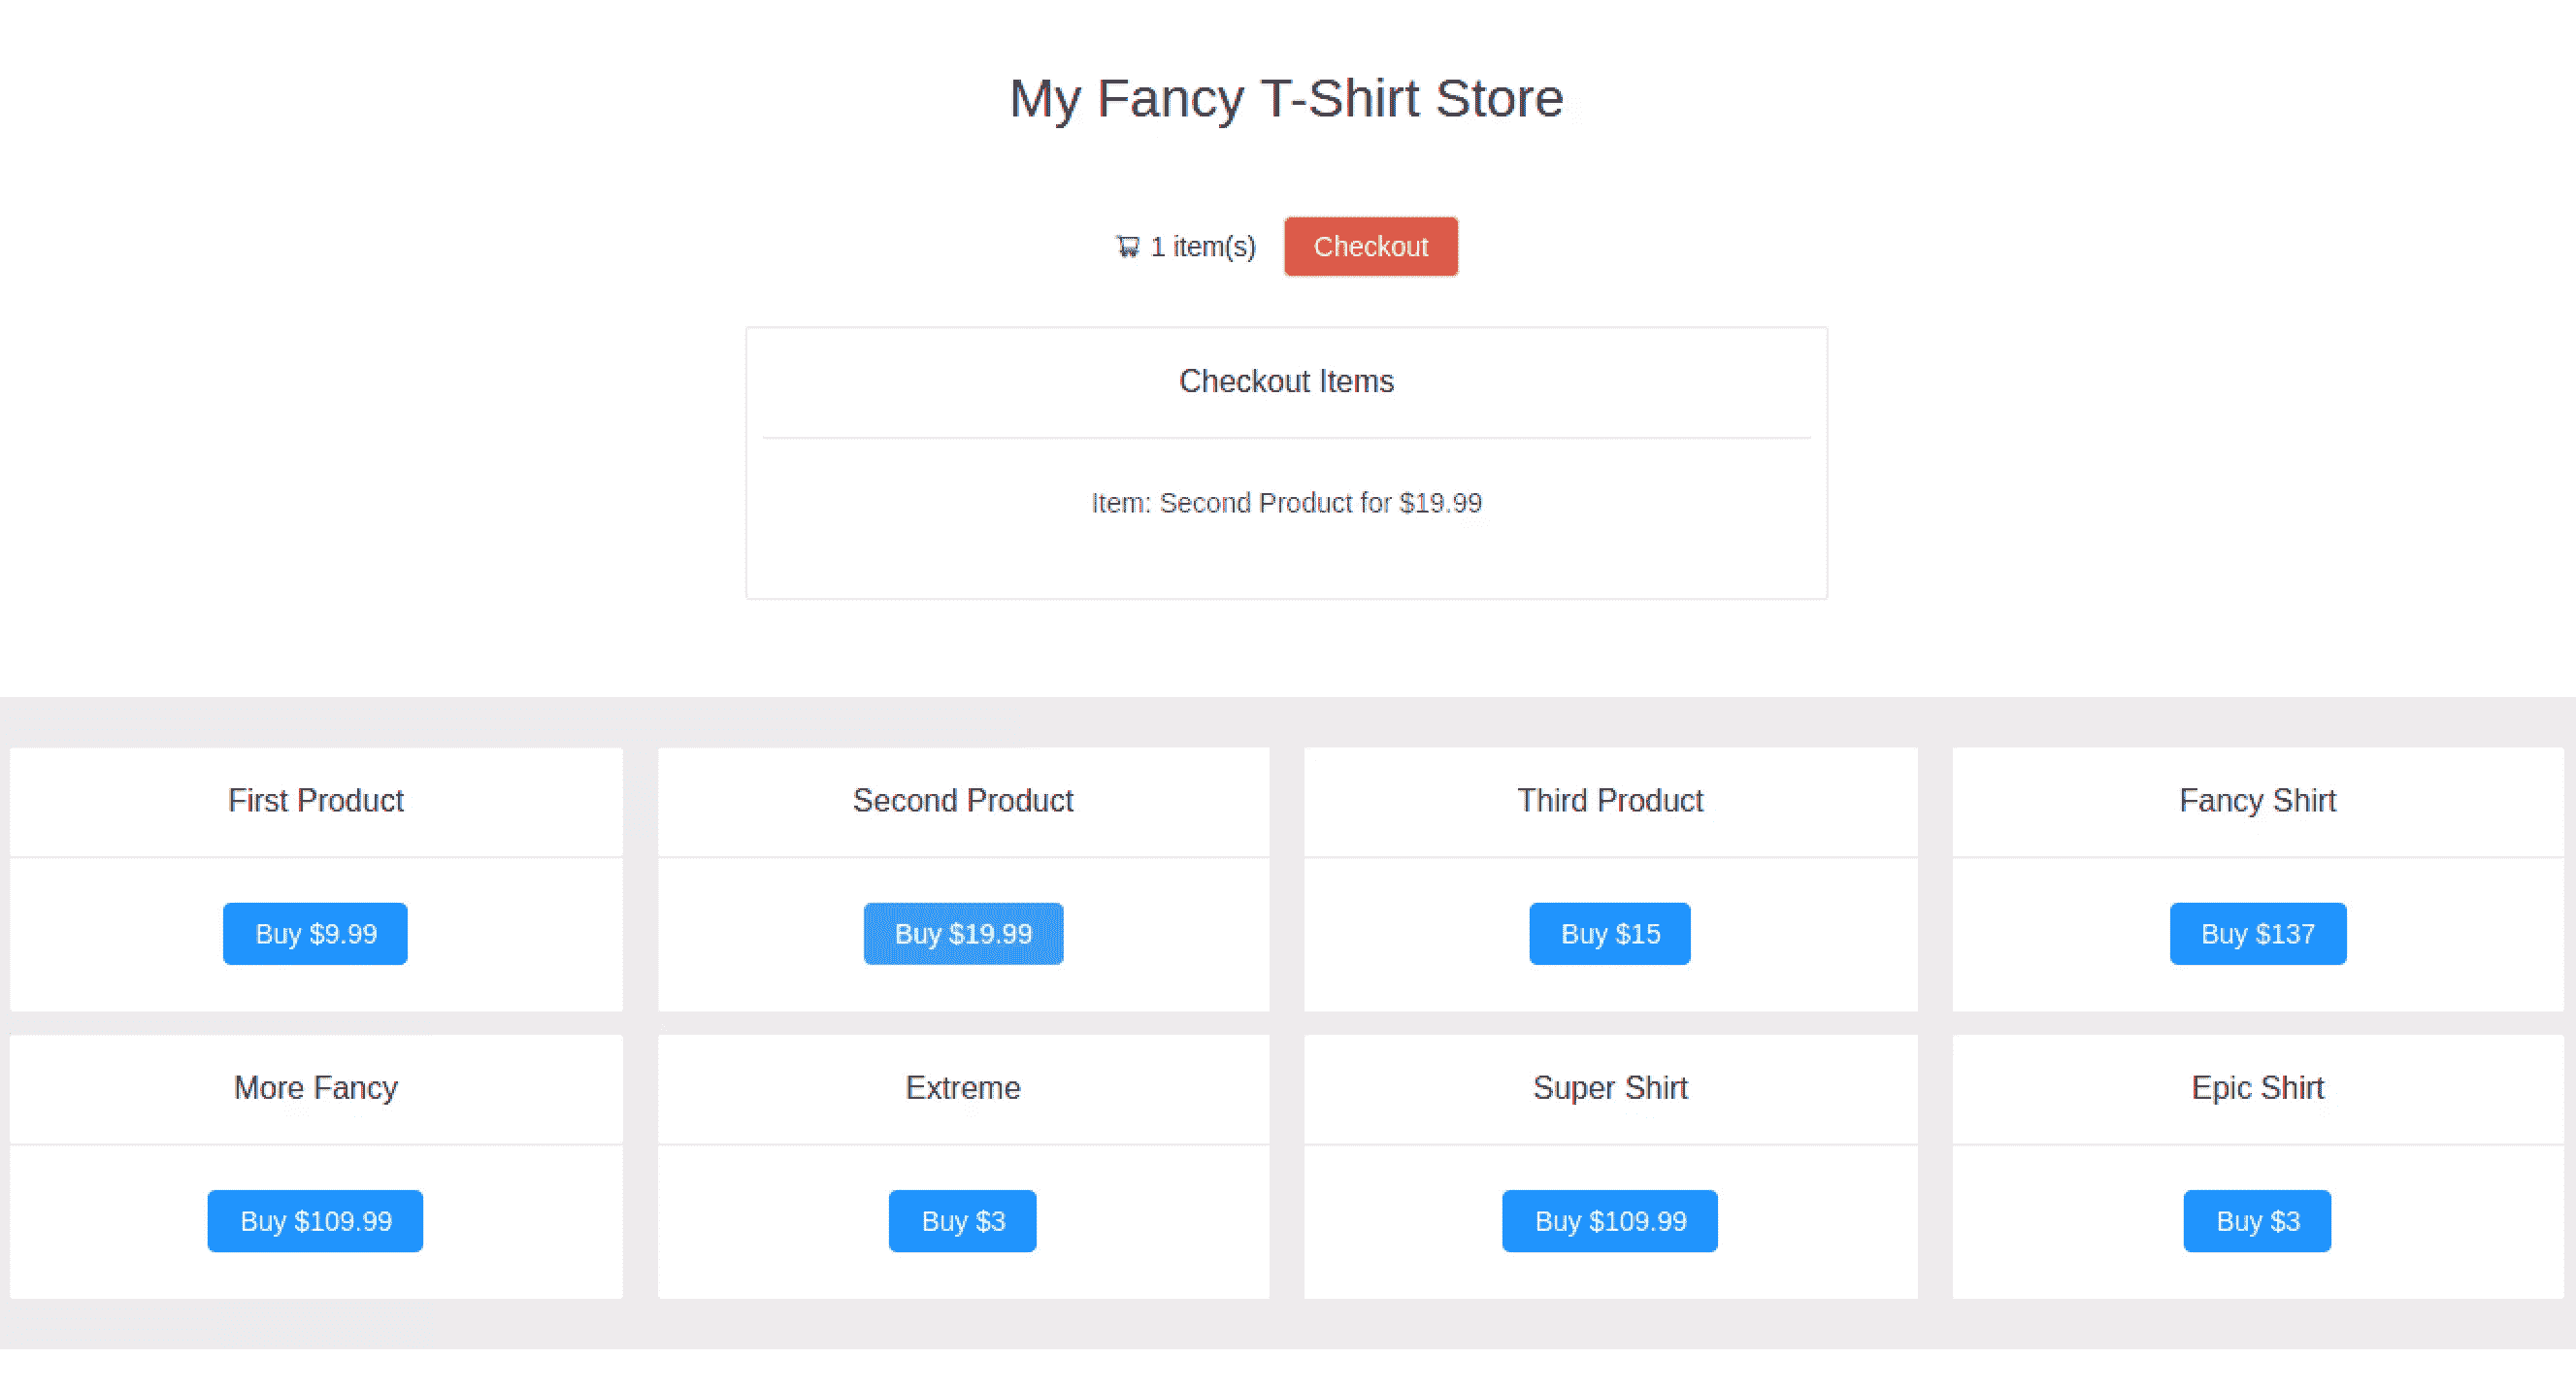 My Fancy T-Shirt Store
1 item(s) Checkout
Checkout Items
Item: Second Product for $19.99
First Product Second Product Third Product Fancy Shirt
Buy $9.99 Buy $19.99 Buy $15 Buy $137
More Fancy Extreme Super Shirt Epic Shirt
Buy $109.99 Buy $3 Buy $109.99 Buy $3